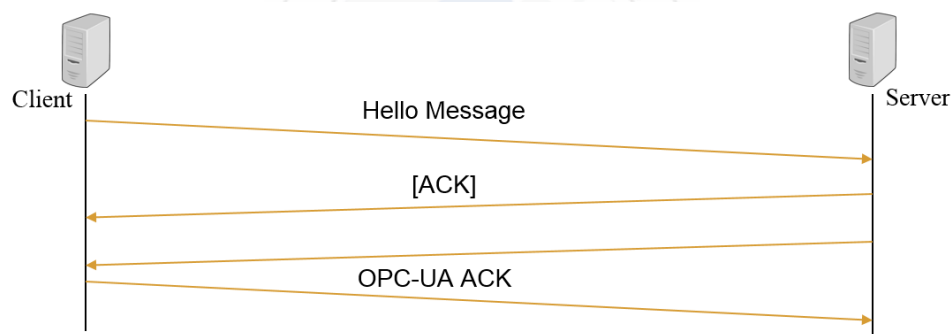 Client
Server
Hello Message
[ACK]
OPC-UA ACK